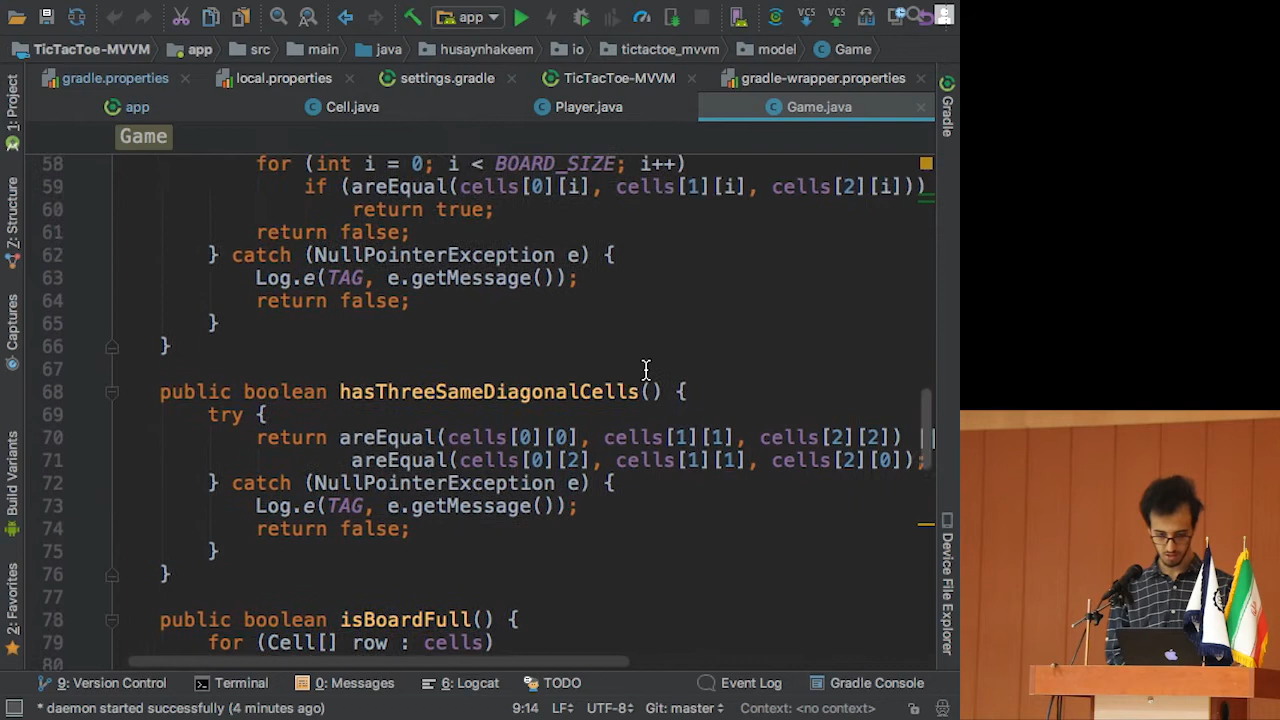 app
TicTacToe-MVVM app src main java husaynhakeem io tictactoe_mvvm model Game
gradle.properties local.properties settings.gradle TicTacToe-MVVM gradle-wrapper.properties
app Cell.java Player.java Game.java
Game
58 for (int i = 0; i < BOARD_SIZE; i++)
59 if (areEqual(cells[0][i], cells[1][i], cells[2][i]))
60 return true;
61 return false;
62 } catch (NullPointerException e) {
63 Log.e(TAG, e.getMessage());
64 return false;
65 }
66 }
67
68 public boolean hasThreeSameDiagonalCells() {
69 try {
70 return areEqual(cells[0][0], cells[1][1], cells[2][2]) ||
71 areEqual(cells[0][2], cells[1][1], cells[2][0]);
72 } catch (NullPointerException e) {
73 Log.e(TAG, e.getMessage());
74 return false;
75 }
76 }
77
78 public boolean isBoardFull() {
79 for (Cell[] row : cells)
80
1: Project
7: Structure
Captures
Build Variants
2: Favorites
VCS VCS
Gradle
Device File Explorer
9: Version Control Terminal 0: Messages 6: Logcat TODO Event Log Gradle Console
* daemon started successfully (4 minutes ago) 9:14 LF÷ UTF-8÷ Git: master÷ Context: <no context>